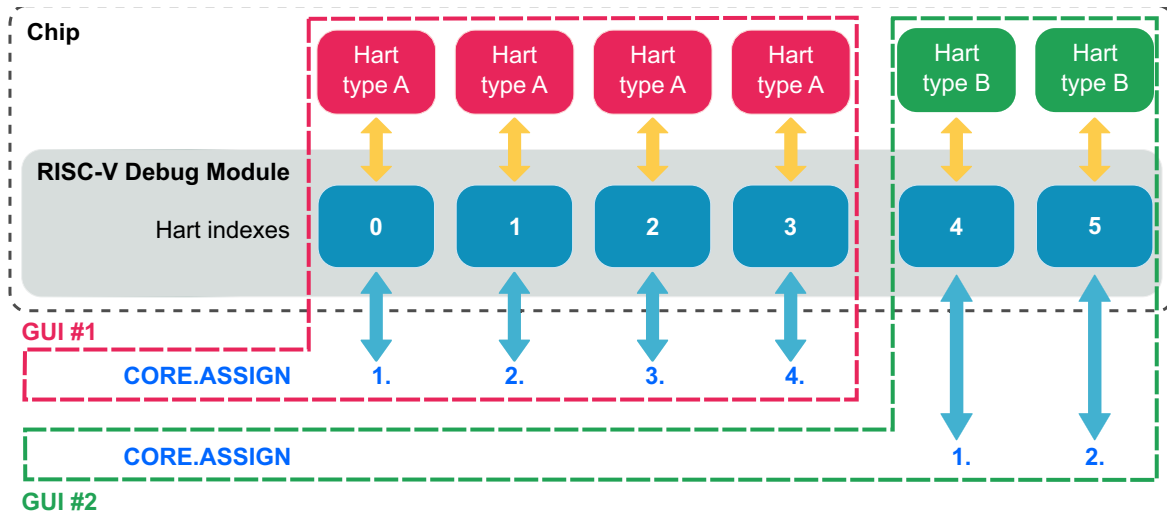 Chip
Hart type A
Hart type A
Hart type A
Hart type A
Hart type B
Hart type B
RISC-V Debug Module
Hart indexes
0
1
2
3
4
5
GUI #1
CORE.ASSIGN
1.
2.
3.
4.
CORE.ASSIGN
1.
2.
GUI #2